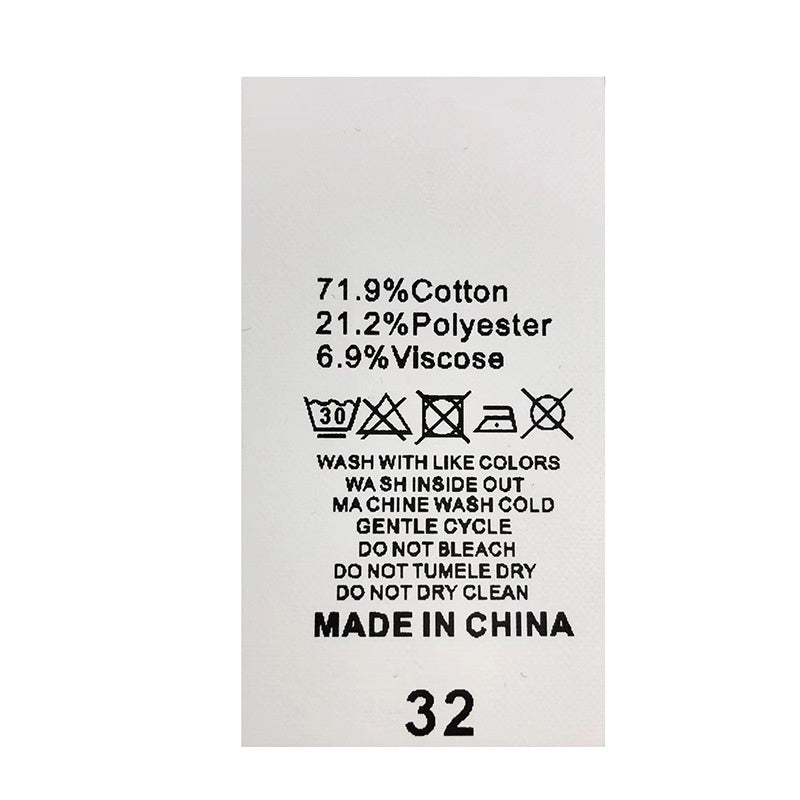 71.9%Cotton
21.2%Polyester
6.9%Viscose
30
WASH WITH LIKE COLORS
WA SH INSIDE OUT
MA CHINE WASH COLD
GENTLE CYCLE
DO NOT BLEACH
DO NOT TUMELE DRY
DO NOT DRY CLEAN
MADE IN CHINA
32